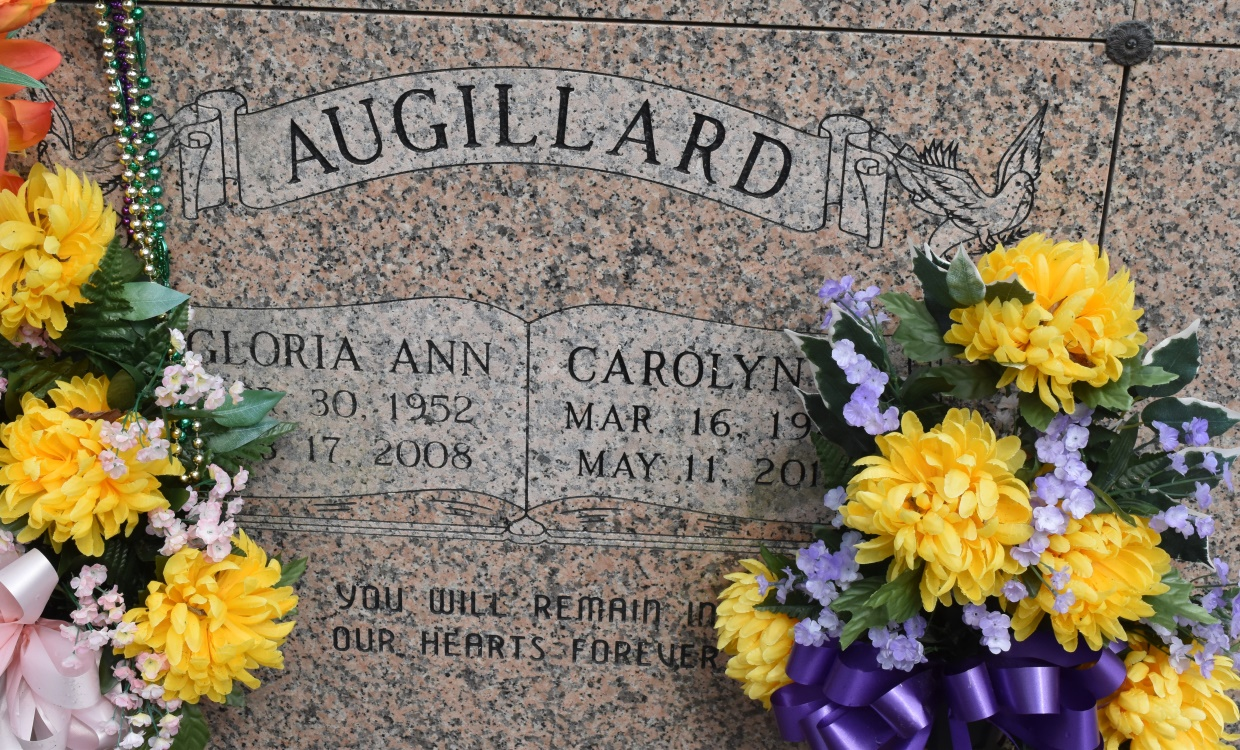 AUGILLARD
GLORIA ANN
30, 1952
17, 2008
CAROLYN
MAR. 16, 19
MAY 11, 201
YOU WILL REMAIN IN
OUR HEARTS FOREVER